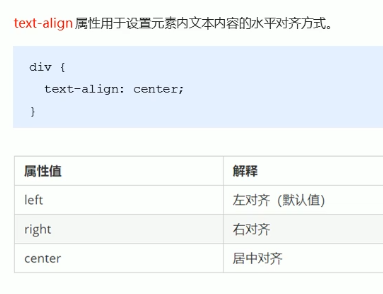 text-align 属性用于设置元素内文本内容的水平对齐方式。
div {
  text-align: center;
}
属性值 解释
left 左对齐（默认值）
right 右对齐
center 居中对齐